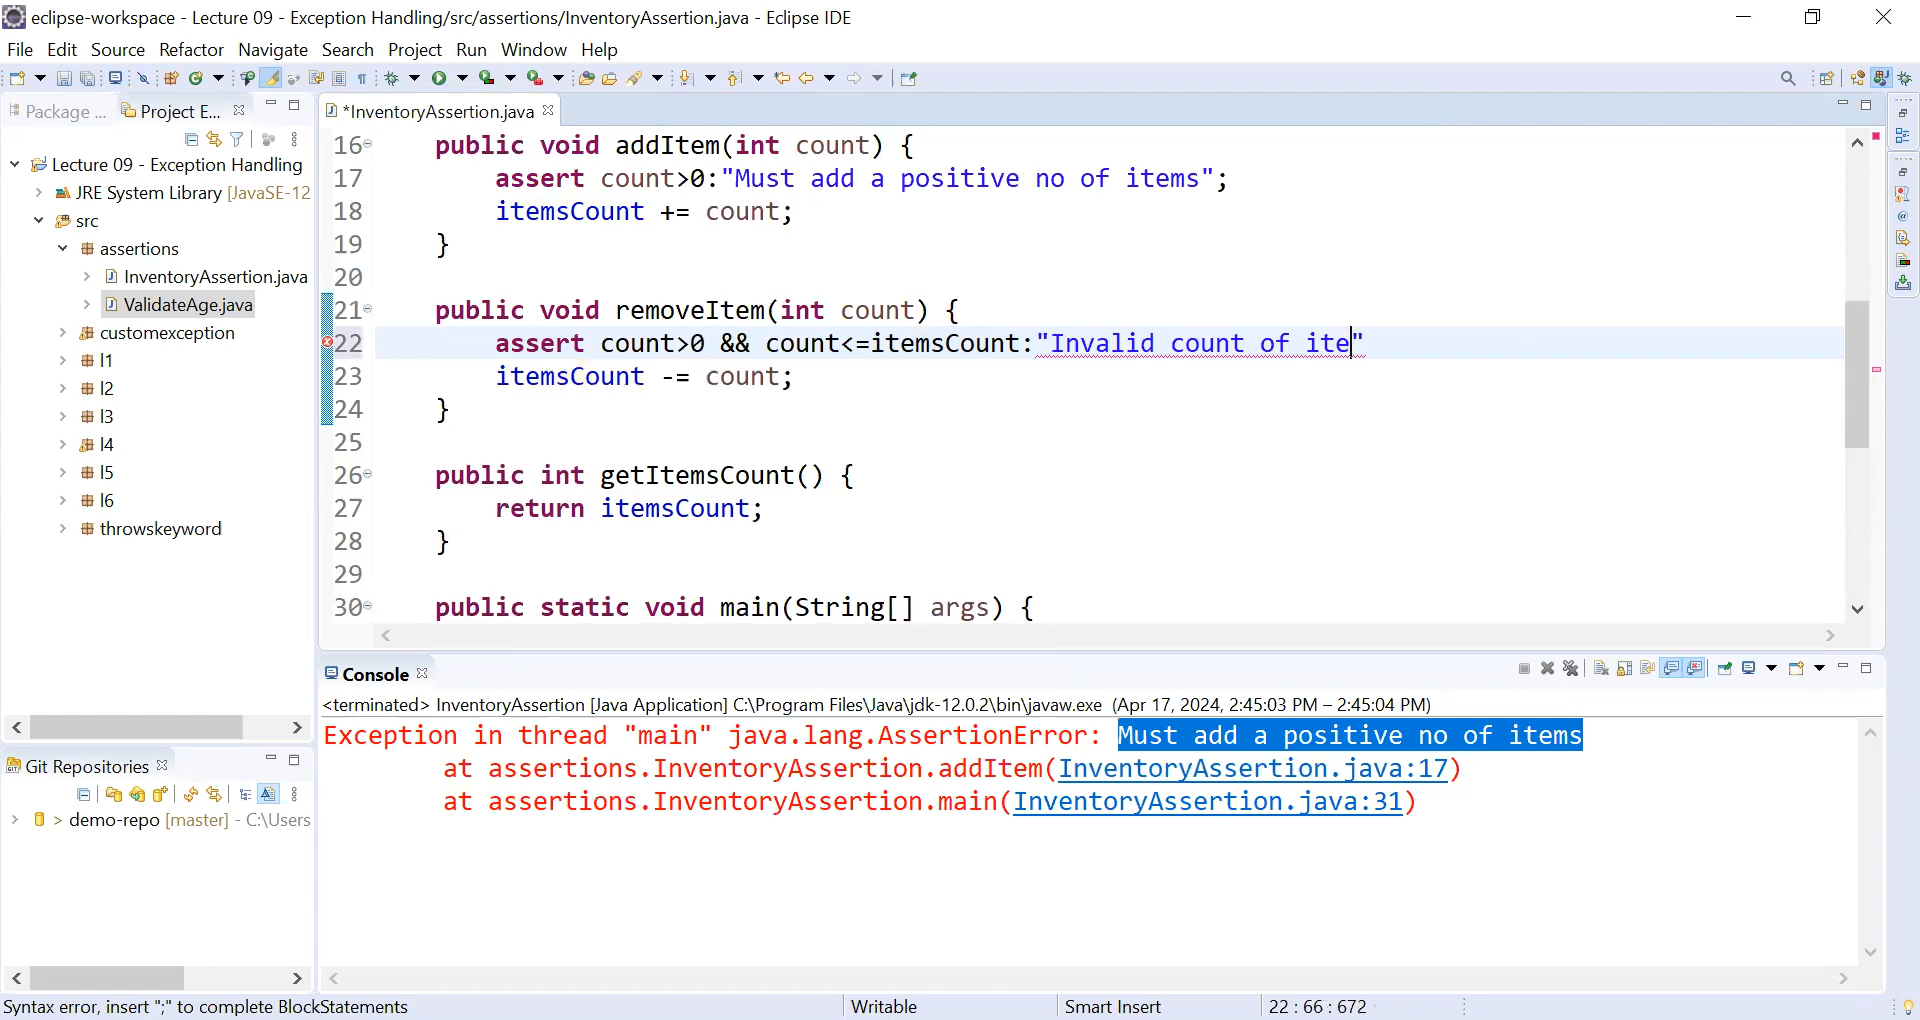 eclipse-workspace - Lecture 09 - Exception Handling/src/assertions/InventoryAssertion.java - Eclipse IDE
File Edit Source Refactor Navigate Search Project Run Window Help
Package ... Project E...
*InventoryAssertion.java
Lecture 09 - Exception Handling
JRE System Library [JavaSE-12
src
assertions
InventoryAssertion.java
ValidateAge.java
customexception
l1
l2
l3
l4
l5
l6
throwskeyword
16 public void addItem(int count) {
17 assert count>0:"Must add a positive no of items";
18 itemsCount += count;
19 }
20
21 public void removeItem(int count) {
22 assert count>0 && count<=itemsCount:"Invalid count of ite"
23 itemsCount -= count;
24 }
25
26 public int getItemsCount() {
27 return itemsCount;
28 }
29
30 public static void main(String[] args) {
Git Repositories
> demo-repo [master] - C:\Users
Console
<terminated> InventoryAssertion [Java Application] C:\Program Files\Java\jdk-12.0.2\bin\javaw.exe (Apr 17, 2024, 2:45:03 PM – 2:45:04 PM)
Exception in thread "main" java.lang.AssertionError: Must add a positive no of items
at assertions.InventoryAssertion.addItem(InventoryAssertion.java:17)
at assertions.InventoryAssertion.main(InventoryAssertion.java:31)
Syntax error, insert ";" to complete BlockStatements
Writable
Smart Insert
22 : 66 : 672